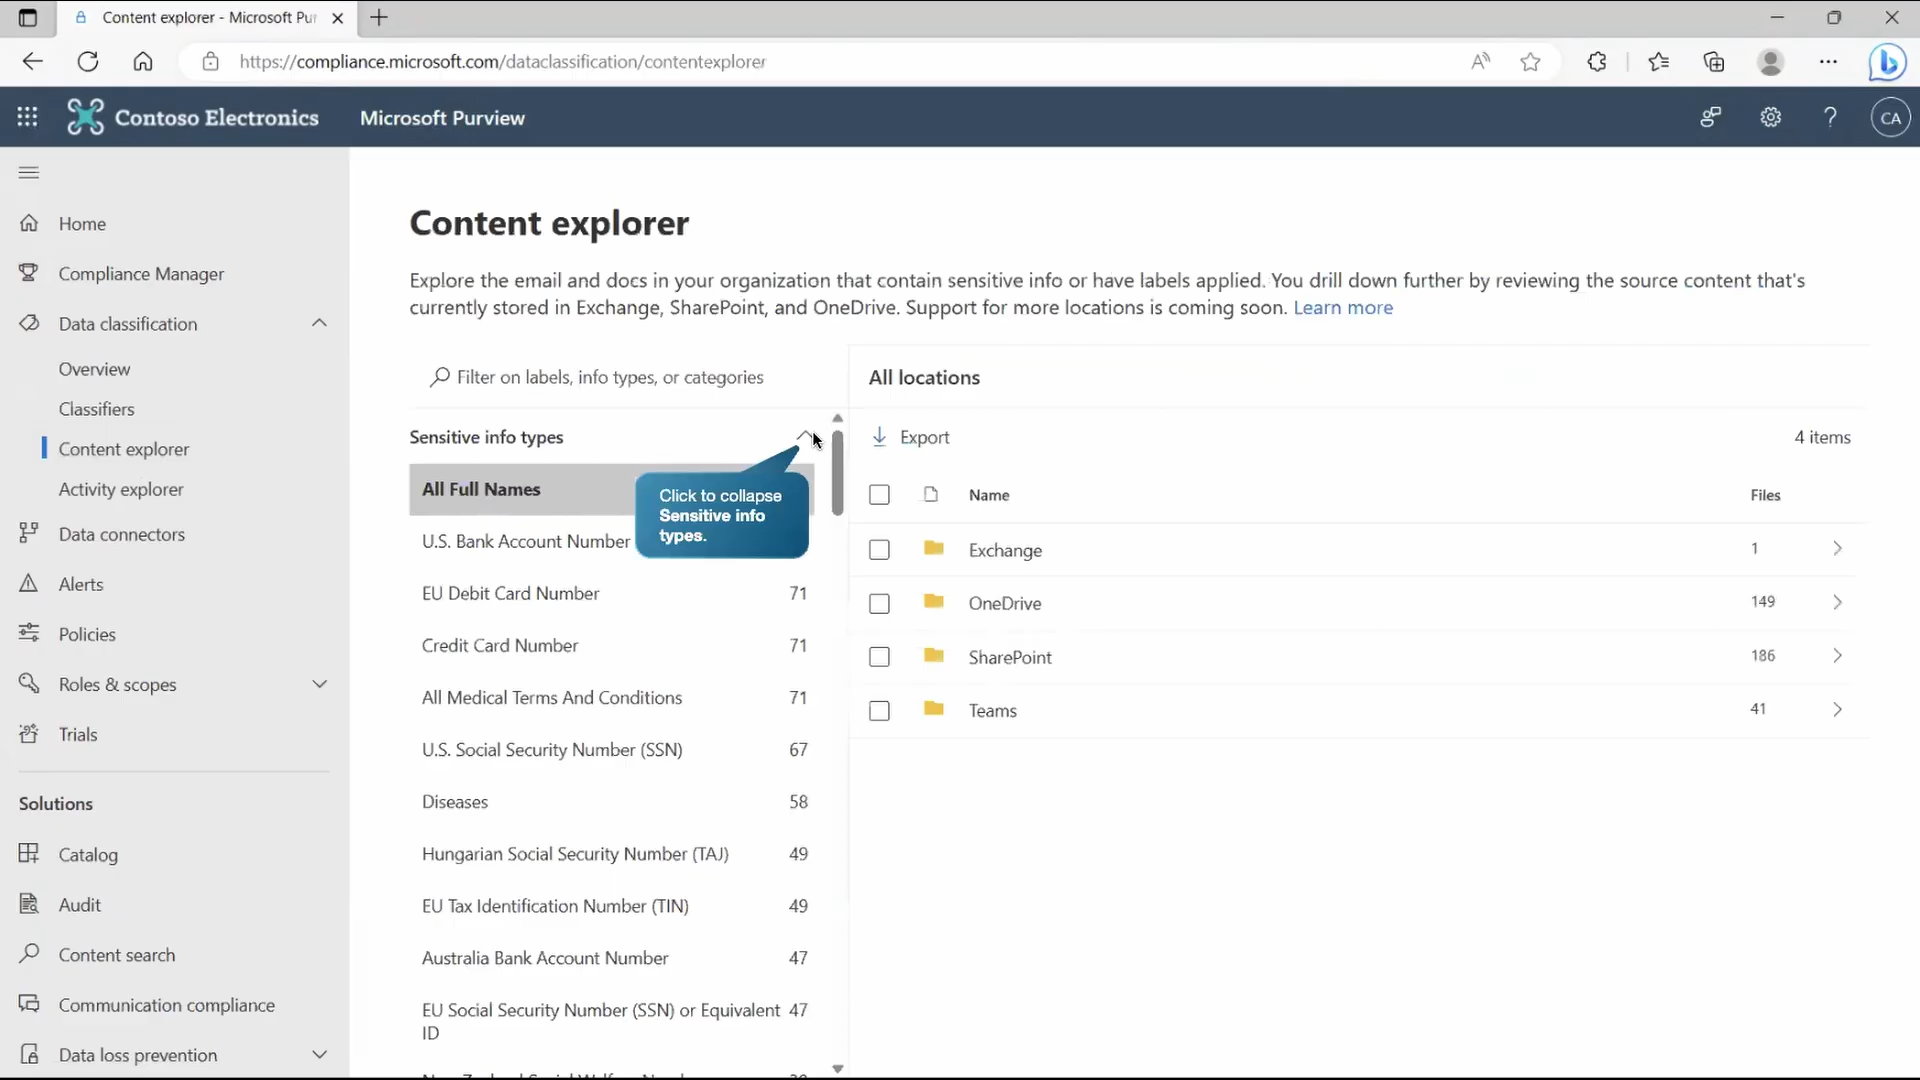 Content explorer - Microsoft Pur
https://compliance.microsoft.com/dataclassification/contentexplorer
Contoso Electronics
Microsoft Purview
CA
Home
Compliance Manager
Data classification
Overview
Classifiers
Content explorer
Activity explorer
Data connectors
Alerts
Policies
Roles & scopes
Trials
Solutions
Catalog
Audit
Content search
Communication compliance
Data loss prevention
Content explorer
Explore the email and docs in your organization that contain sensitive info or have labels applied. You drill down further by reviewing the source content that's
currently stored in Exchange, SharePoint, and OneDrive. Support for more locations is coming soon. Learn more
Filter on labels, info types, or categories
Sensitive info types
All Full Names
Click to collapse
Sensitive info
types.
U.S. Bank Account Number
EU Debit Card Number 71
Credit Card Number 71
All Medical Terms And Conditions 71
U.S. Social Security Number (SSN) 67
Diseases 58
Hungarian Social Security Number (TAJ) 49
EU Tax Identification Number (TIN) 49
Australia Bank Account Number 47
EU Social Security Number (SSN) or Equivalent 47
ID
All locations
Export
4 items
Name Files
Exchange 1
OneDrive 149
SharePoint 186
Teams 41